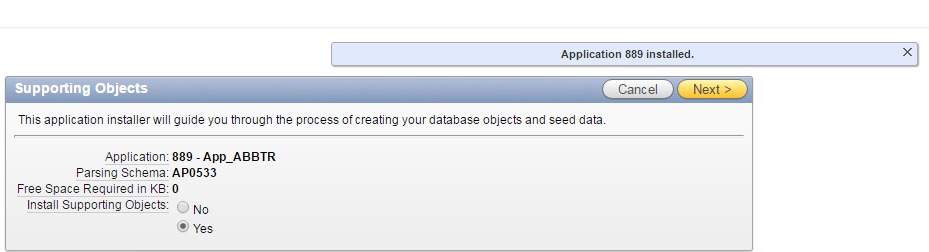 Application 889 installed.
Supporting Objects
Cancel
Next >
This application installer will guide you through the process of creating your database objects and seed data.
Application: 889 - App_ABBTR
Parsing Schema: AP0533
Free Space Required in KB: 0
Install Supporting Objects: No
Yes